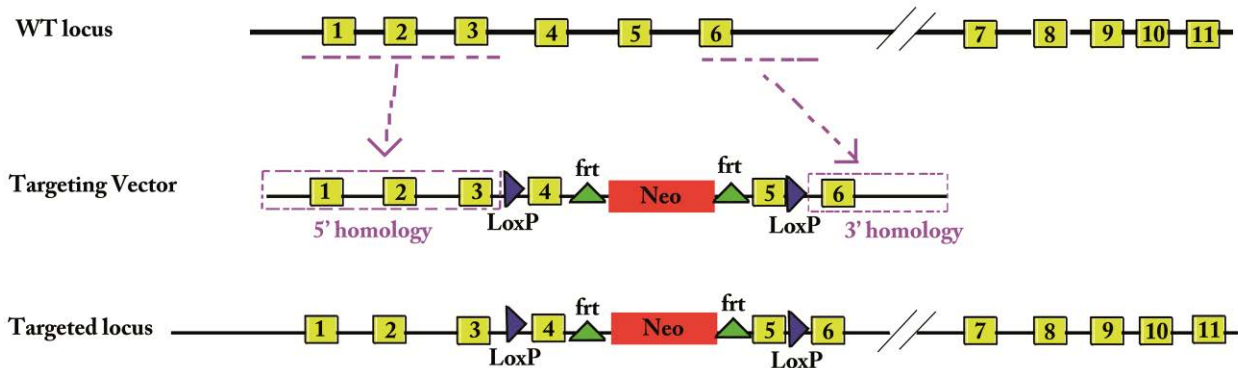 WT locus 1 2 3 4 5 6 7 8 9 10 11
frt frt
Targeting Vector 1 2 3 4 Neo 5 6
LoxP LoxP
5' homology 3' homology
frt frt
Targeted locus 1 2 3 4 Neo 5 6 7 8 9 10 11
LoxP LoxP